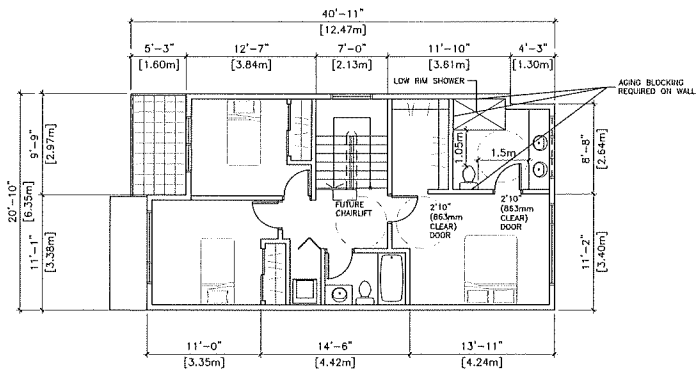 40'-11"
[12.47m]
5'-3"
[1.60m]
12'-7"
[3.84m]
7'-0"
[2.13m]
11'-10"
[3.61m]
4'-3"
[1.30m]
LOW RIM SHOWER
AGING BLOCKING
REQUIRED ON WALL
20'-10"
[6.35m]
9'-9"
[2.97m]
11'-1"
[3.38m]
1.05m
1.5m
8'-8"
[2.64m]
11'-2"
[3.40m]
FUTURE
CHAIRLIFT
2'10"
(863mm
CLEAR)
DOOR
2'10"
(863mm
CLEAR)
DOOR
11'-0"
[3.35m]
14'-6"
[4.42m]
13'-11"
[4.24m]